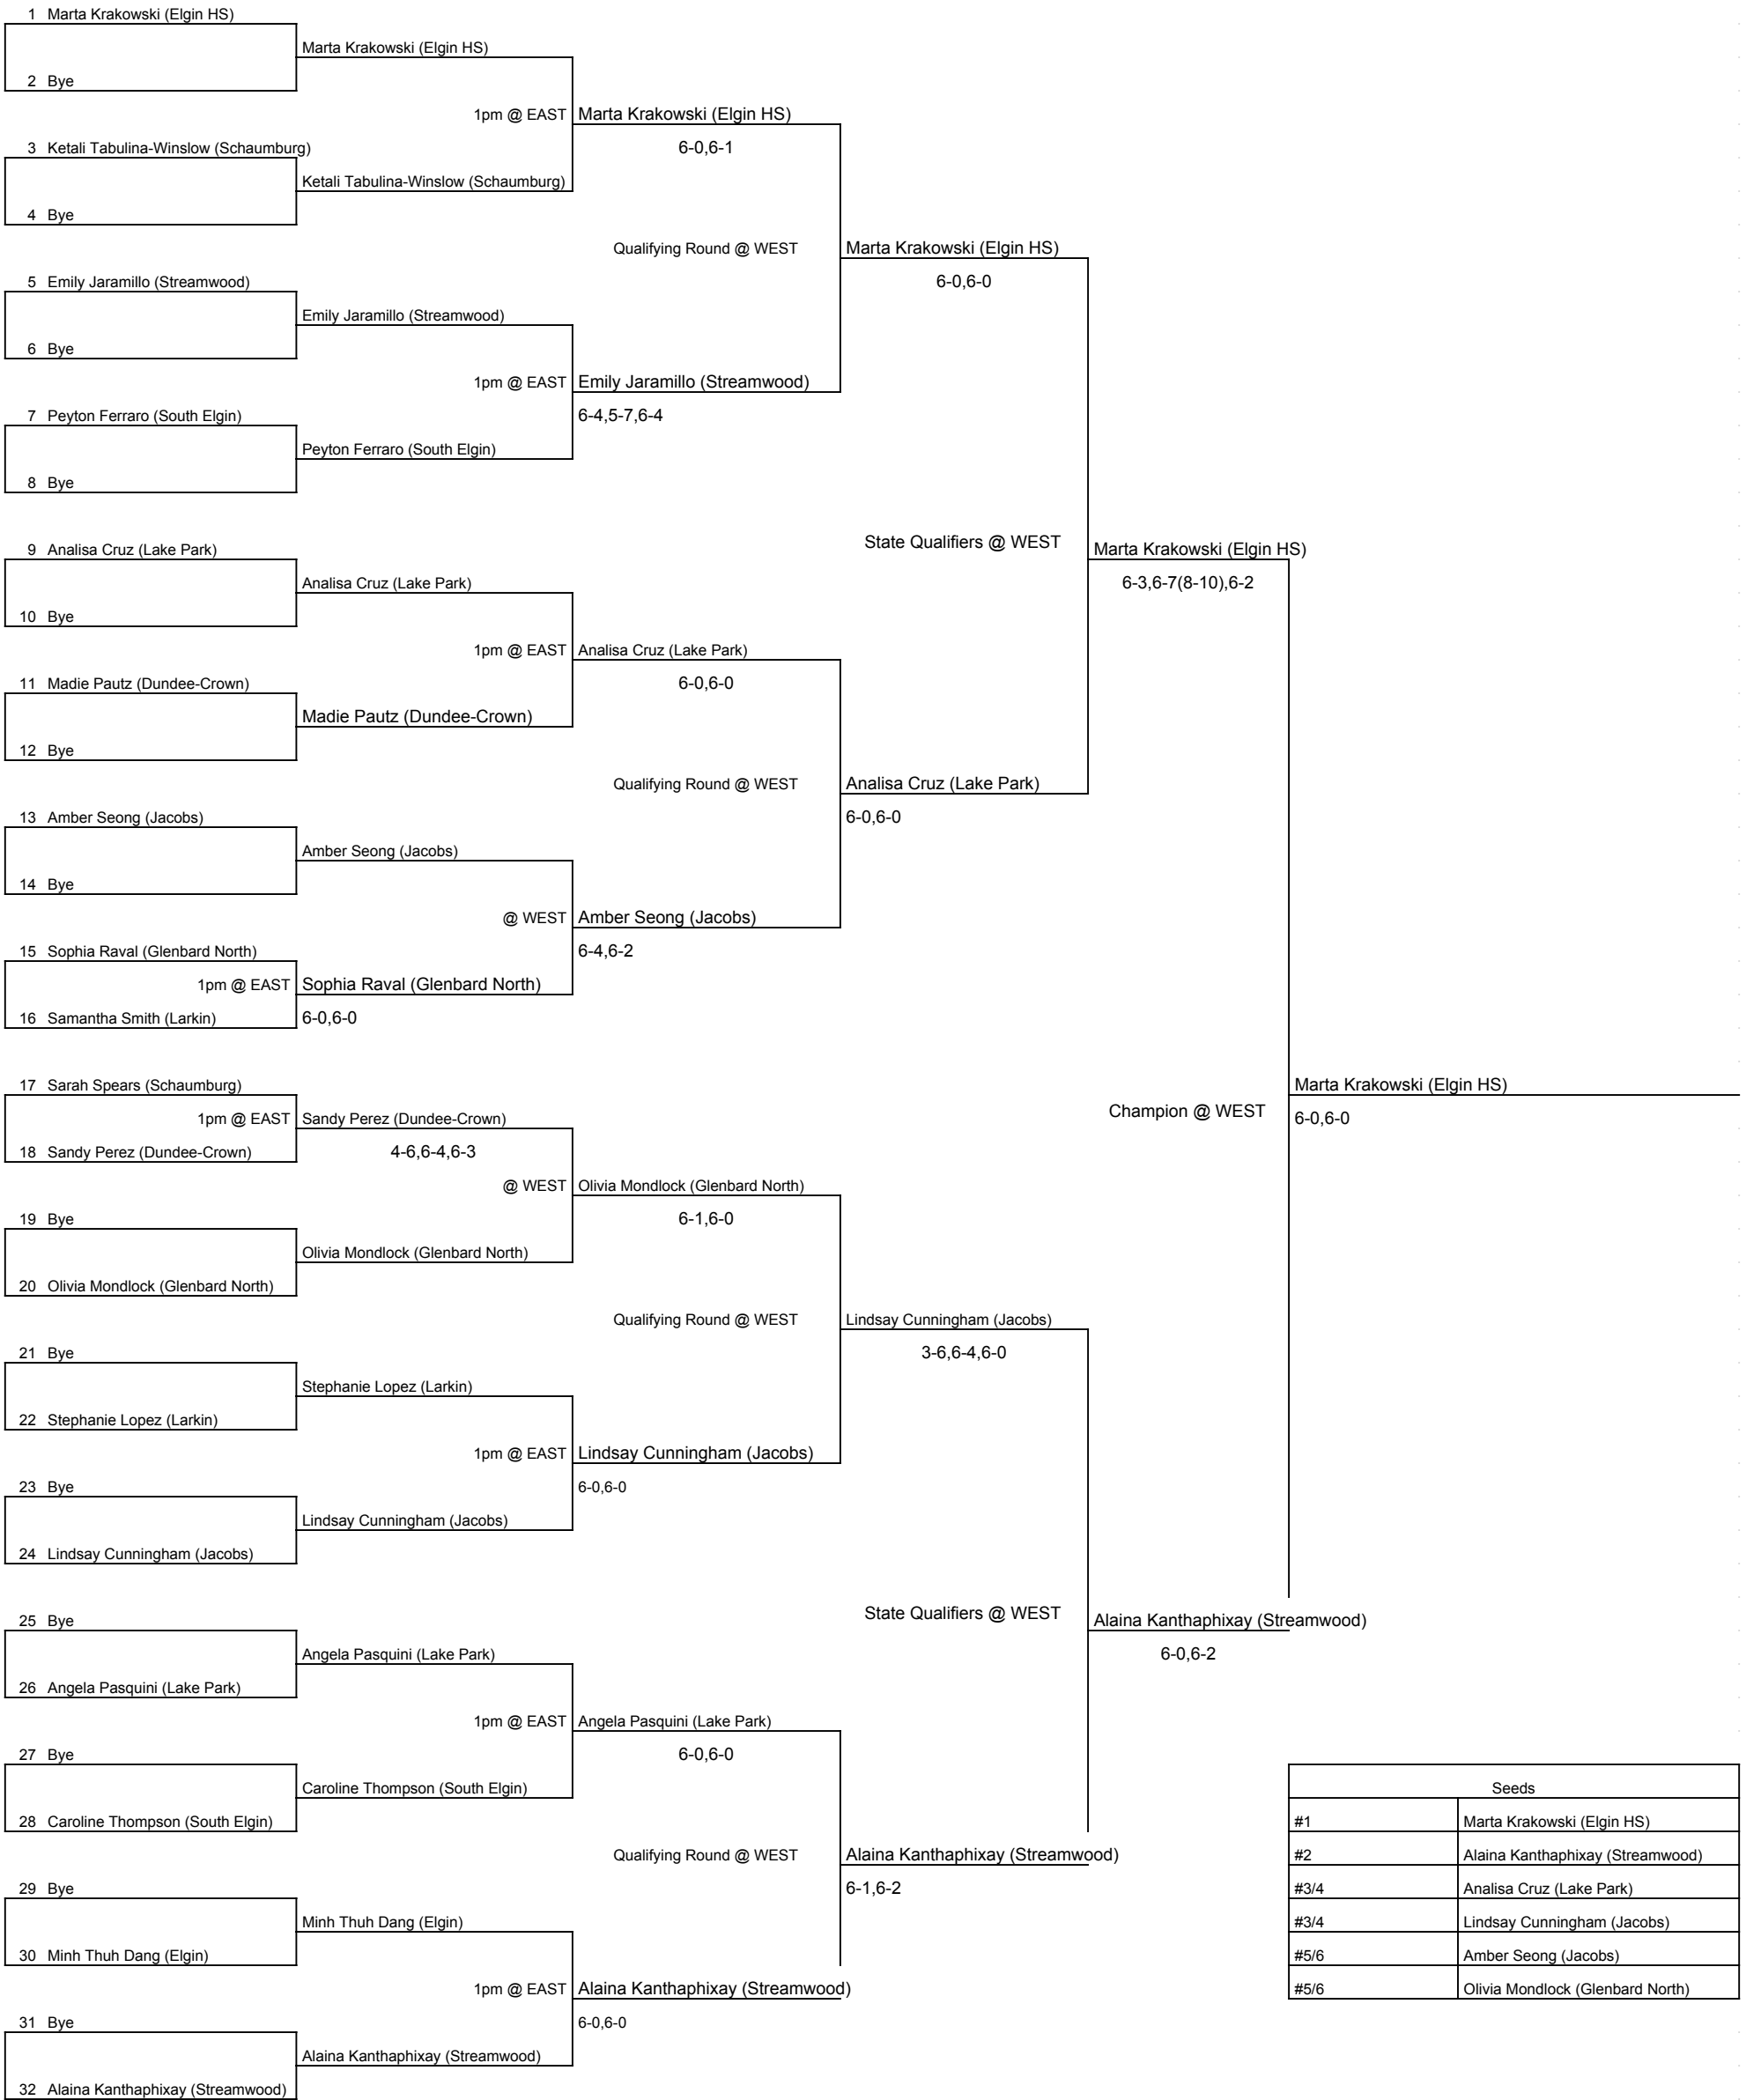 1 Marta Krakowski (Elgin HS)
Marta Krakowski (Elgin HS)
2 Bye
1pm @ EAST Marta Krakowski (Elgin HS)
3 Ketali Tabulina-Winslow (Schaumburg) 6-0,6-1
Ketali Tabulina-Winslow (Schaumburg)
4 Bye
Qualifying Round @ WEST Marta Krakowski (Elgin HS)
5 Emily Jaramillo (Streamwood) 6-0,6-0
Emily Jaramillo (Streamwood)
6 Bye
1pm @ EAST Emily Jaramillo (Streamwood)
7 Peyton Ferraro (South Elgin) 6-4,5-7,6-4
Peyton Ferraro (South Elgin)
8 Bye
State Qualifiers @ WEST
9 Analisa Cruz (Lake Park) Marta Krakowski (Elgin HS)
Analisa Cruz (Lake Park) 6-3,6-7(8-10),6-2
10 Bye
1pm @ EAST Analisa Cruz (Lake Park)
11 Madie Pautz (Dundee-Crown) 6-0,6-0
Madie Pautz (Dundee-Crown)
12 Bye
Qualifying Round @ WEST Analisa Cruz (Lake Park)
13 Amber Seong (Jacobs) 6-0,6-0
Amber Seong (Jacobs)
14 Bye
@ WEST Amber Seong (Jacobs)
15 Sophia Raval (Glenbard North) 6-4,6-2
1pm @ EAST Sophia Raval (Glenbard North)
16 Samantha Smith (Larkin) 6-0,6-0
17 Sarah Spears (Schaumburg) Marta Krakowski (Elgin HS)
1pm @ EAST Sandy Perez (Dundee-Crown) Champion @ WEST 6-0,6-0
18 Sandy Perez (Dundee-Crown) 4-6,6-4,6-3
@ WEST Olivia Mondlock (Glenbard North)
19 Bye 6-1,6-0
Olivia Mondlock (Glenbard North)
20 Olivia Mondlock (Glenbard North)
Qualifying Round @ WEST Lindsay Cunningham (Jacobs)
21 Bye 3-6,6-4,6-0
Stephanie Lopez (Larkin)
22 Stephanie Lopez (Larkin)
1pm @ EAST Lindsay Cunningham (Jacobs)
23 Bye 6-0,6-0
Lindsay Cunningham (Jacobs)
24 Lindsay Cunningham (Jacobs)
25 Bye State Qualifiers @ WEST Alaina Kanthaphixay (Streamwood)
Angela Pasquini (Lake Park) 6-0,6-2
26 Angela Pasquini (Lake Park)
1pm @ EAST Angela Pasquini (Lake Park)
27 Bye 6-0,6-0
Caroline Thompson (South Elgin) Seeds
28 Caroline Thompson (South Elgin) #1 Marta Krakowski (Elgin HS)
Qualifying Round @ WEST Alaina Kanthaphixay (Streamwood) #2 Alaina Kanthaphixay (Streamwood)
29 Bye 6-1,6-2 #3/4 Analisa Cruz (Lake Park)
Minh Thuh Dang (Elgin) #3/4 Lindsay Cunningham (Jacobs)
30 Minh Thuh Dang (Elgin) #5/6 Amber Seong (Jacobs)
1pm @ EAST Alaina Kanthaphixay (Streamwood) #5/6 Olivia Mondlock (Glenbard North)
31 Bye 6-0,6-0
Alaina Kanthaphixay (Streamwood)
32 Alaina Kanthaphixay (Streamwood)